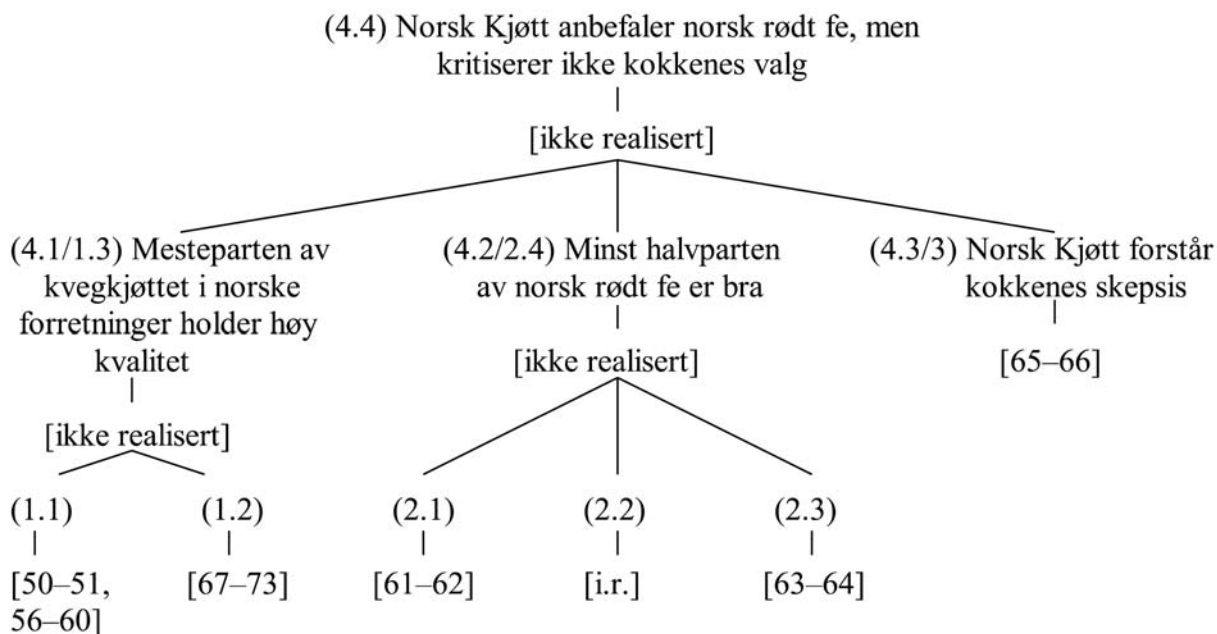 (4.4) Norsk Kjøtt anbefaler norsk rødt fe, men
kritiserer ikke kokkenes valg
[ikke realisert]
(4.1/1.3) Mesteparten av
kvegkjøttet i norske
forretninger holder høy
kvalitet
[ikke realisert]
(4.2/2.4) Minst halvparten
av norsk rødt fe er bra
[ikke realisert]
(4.3/3) Norsk Kjøtt forstår
kokkenes skepsis
[65–66]
(1.1)
[50–51,
56–60]
(1.2)
[67–73]
(2.1)
[61–62]
(2.2)
[i.r.]
(2.3)
[63–64]